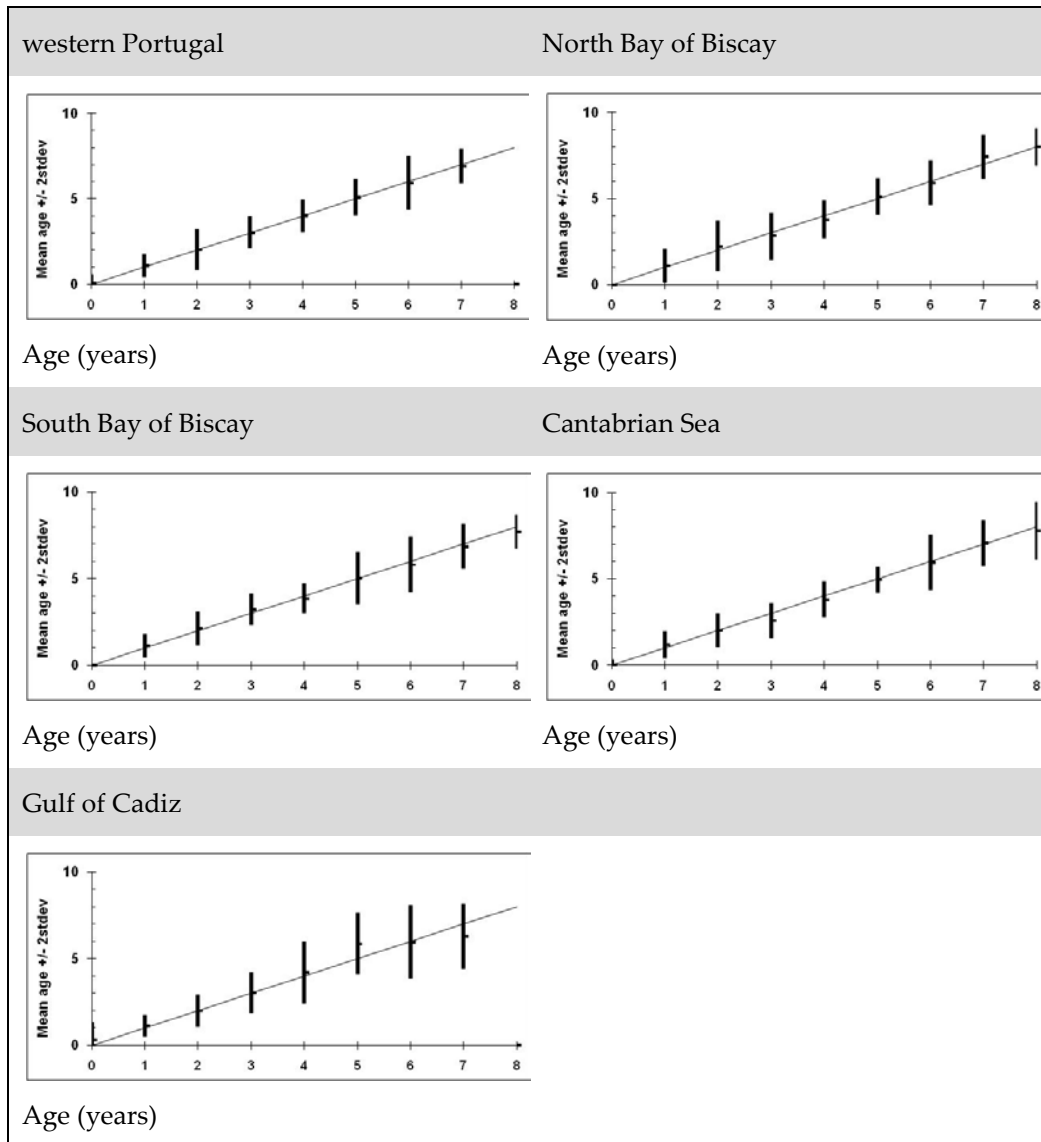 western Portugal
North Bay of Biscay
Mean age +/- 2stdev
10
5
0
0 1 2 3 4 5 6 7 8
Age (years)
Mean age +/- 2stdev
10
5
0
0 1 2 3 4 5 6 7 8
Age (years)
South Bay of Biscay
Cantabrian Sea
Mean age +/- 2stdev
10
5
0
0 1 2 3 4 5 6 7 8
Age (years)
Mean age +/- 2stdev
10
5
0
0 1 2 3 4 5 6 7 8
Age (years)
Gulf of Cadiz
Mean age +/- 2stdev
10
5
0
0 1 2 3 4 5 6 7 8
Age (years)